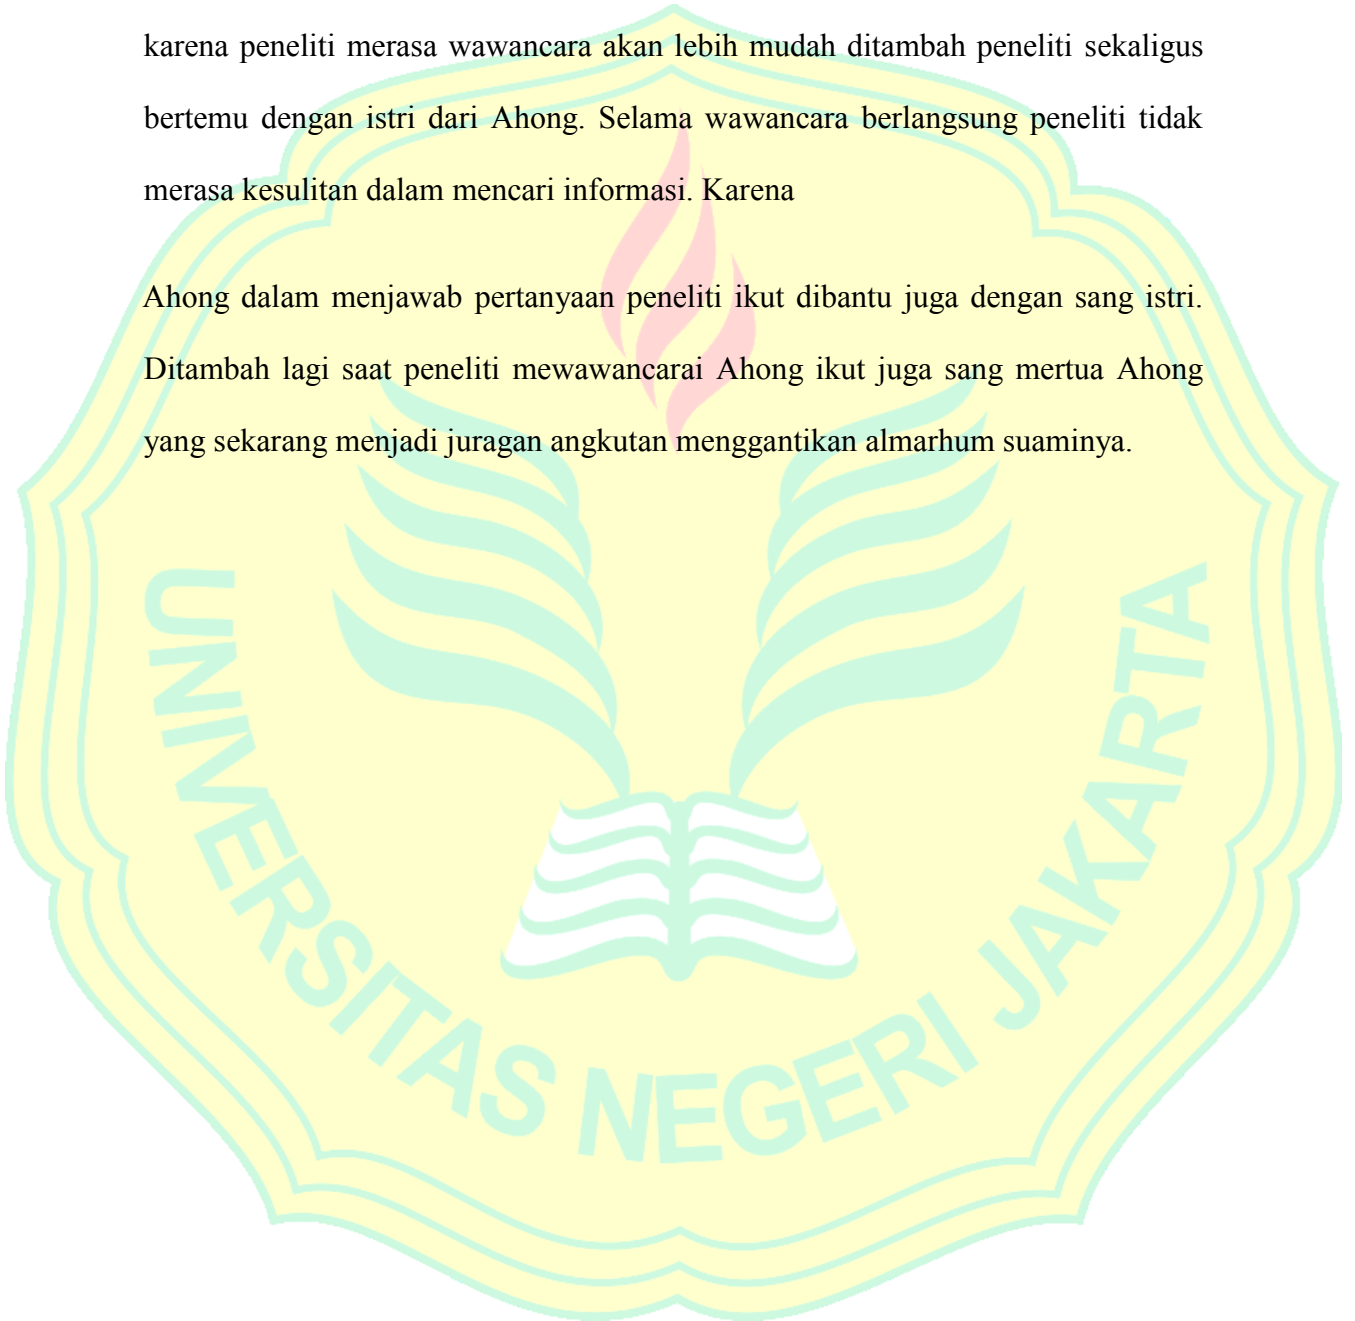 karena peneliti merasa wawancara akan lebih mudah ditambah peneliti sekaligus
bertemu dengan istri dari Ahong. Selama wawancara berlangsung peneliti tidak
merasa kesulitan dalam mencari informasi. Karena
Ahong dalam menjawab pertanyaan peneliti ikut dibantu juga dengan sang istri.
Ditambah lagi saat peneliti mewawancarai Ahong ikut juga sang mertua Ahong
yang sekarang menjadi juragan angkutan menggantikan almarhum suaminya.
UNIVERSITAS NEGERI JAKARTA